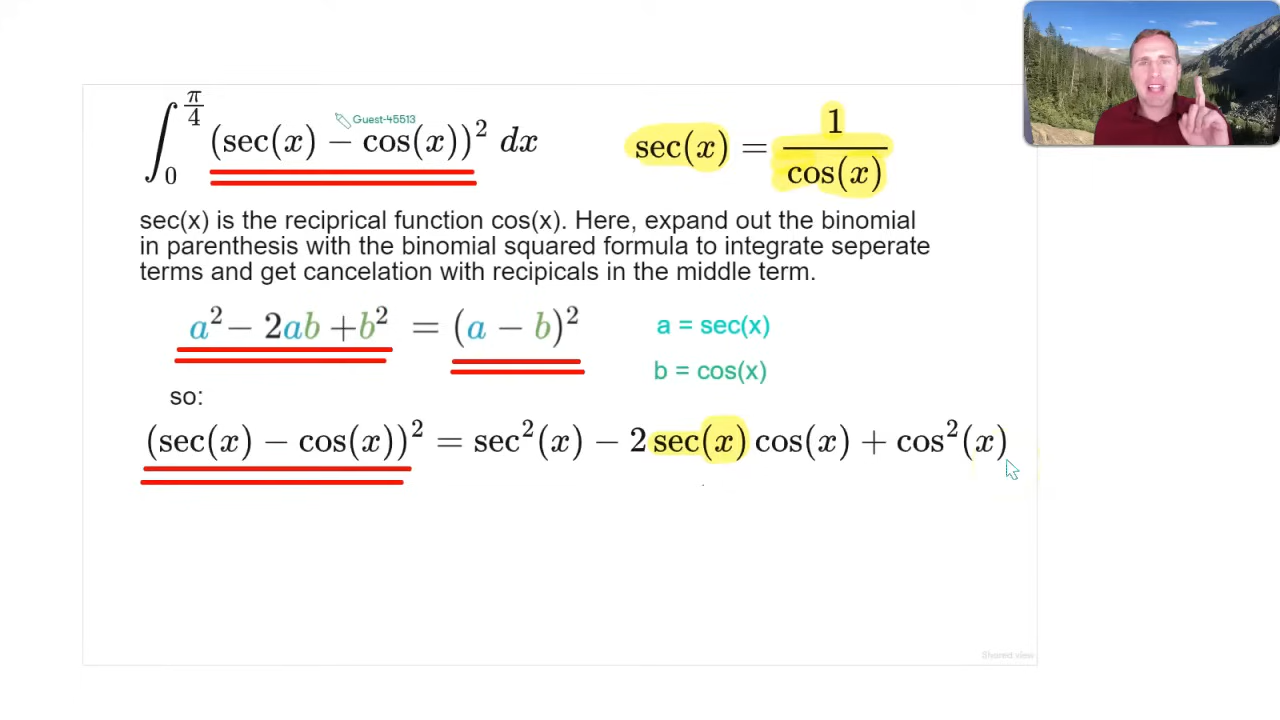 ∫₀^(π/4) (sec(x) − cos(x))² dx
Guest-45513
sec(x) = 1/cos(x)
sec(x) is the reciprical function cos(x). Here, expand out the binomial
in parenthesis with the binomial squared formula to integrate seperate
terms and get cancelation with recipicals in the middle term.
a² − 2ab + b² = (a − b)²
a = sec(x)
b = cos(x)
so:
(sec(x) − cos(x))² = sec²(x) − 2 sec(x) cos(x) + cos²(x)
Shared view